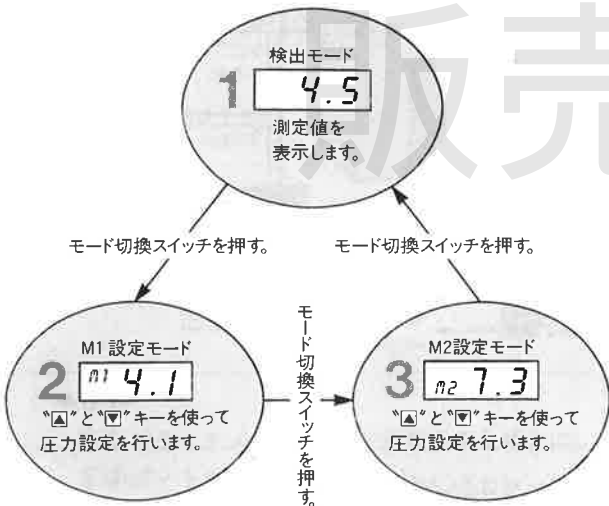 販売
検出モード
1
4.5
測定値を
表示します。
モード切換スイッチを押す。
モード切換スイッチを押す。
M1設定モード
2
m1 4.1
"▲"と"▼"キーを使って
圧力設定を行います。
モード切換スイッチを押す。
M2設定モード
3
m2 7.3
"▲"と"▼"キーを使って
圧力設定を行います。